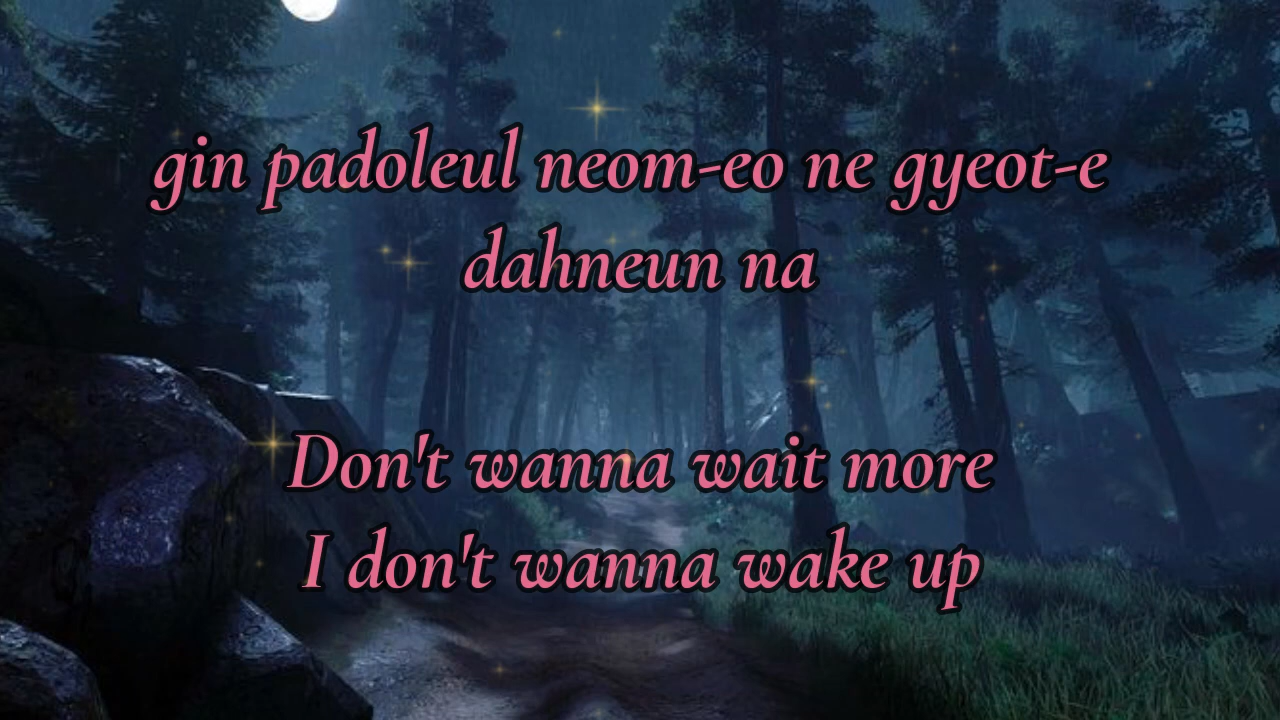 gin padoleul neom-eo ne gyeot-e
dahneun na
Don't wanna wait more
I don't wanna wake up